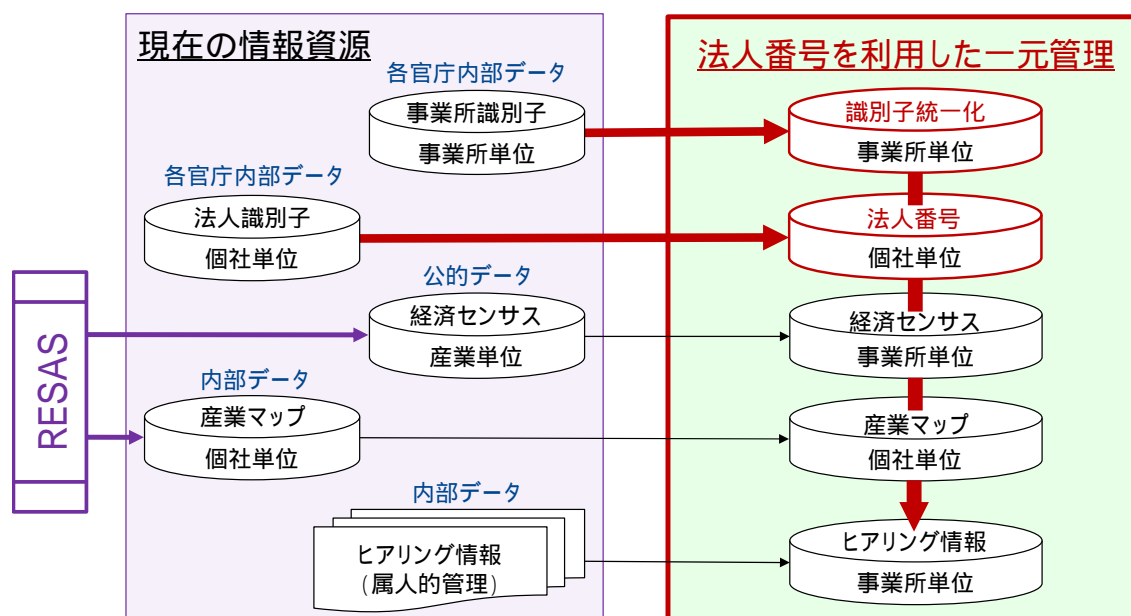 現在の情報資源
各官庁内部データ
事業所識別子
事業所単位
各官庁内部データ
法人識別子
個社単位
公的データ
経済センサス
産業単位
RESAS
内部データ
産業マップ
個社単位
内部データ
ヒアリング情報
(属人的管理)
法人番号を利用した一元管理
識別子統一化
事業所単位
法人番号
個社単位
経済センサス
事業所単位
産業マップ
個社単位
ヒアリング情報
事業所単位